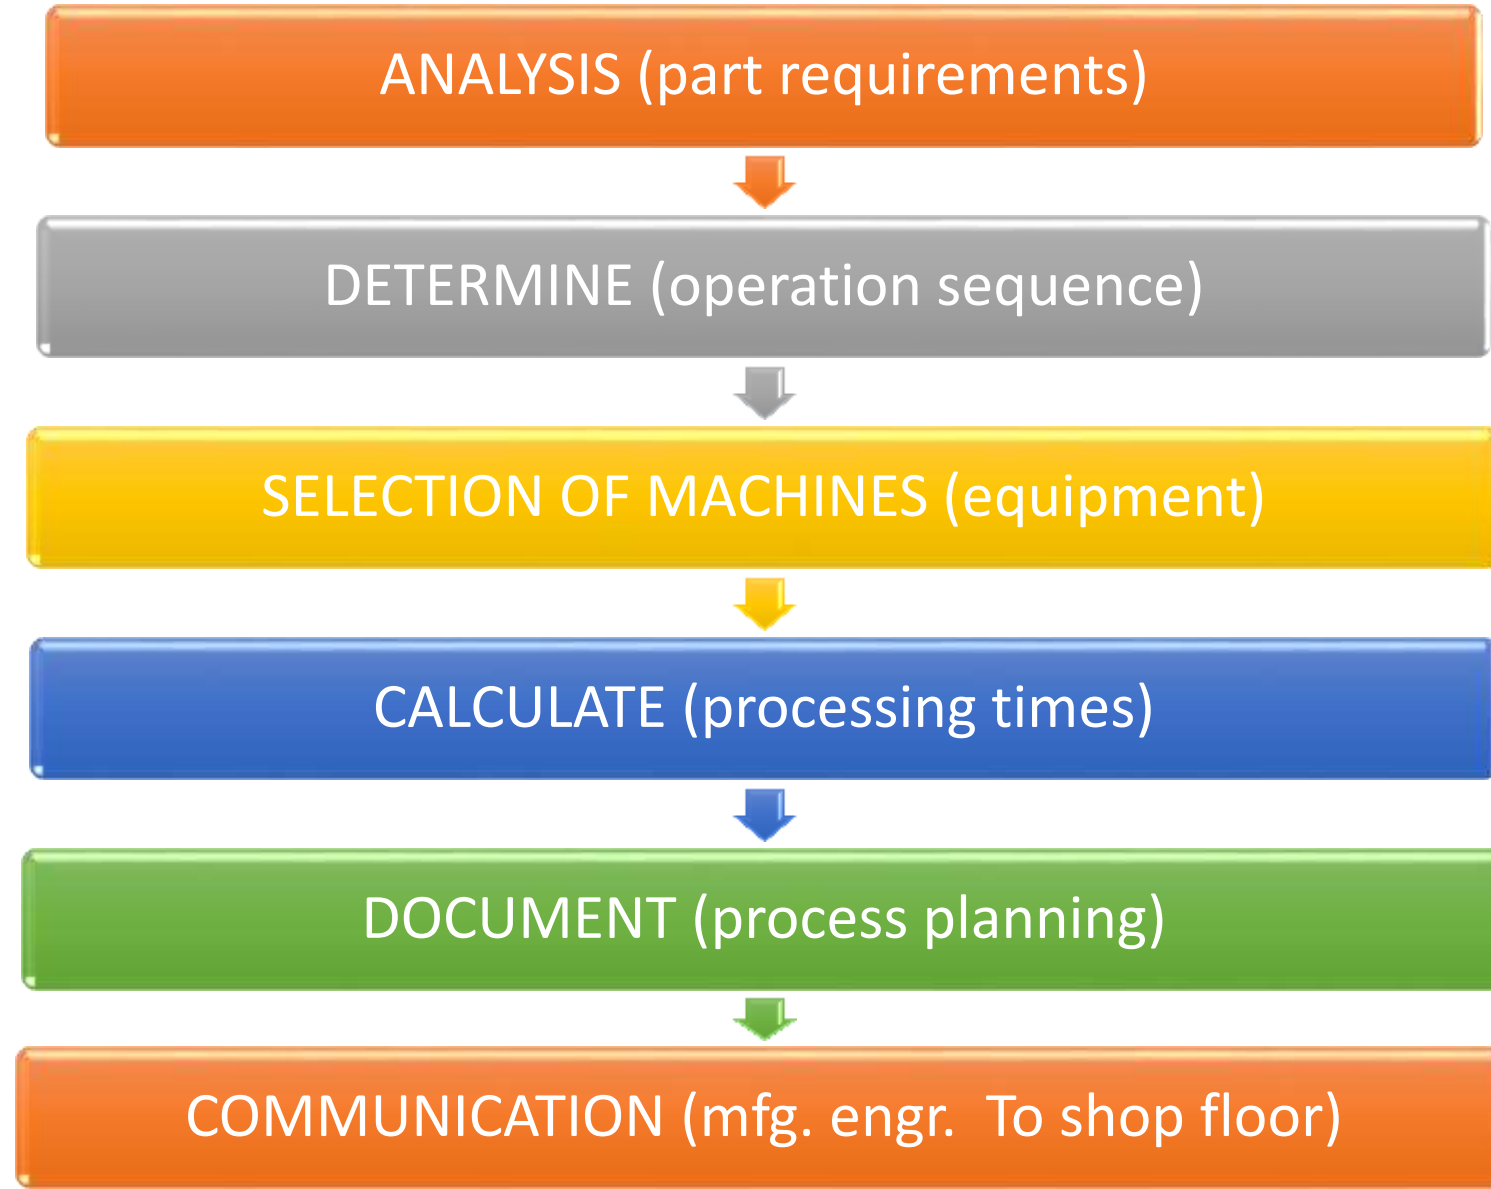 ANALYSIS (part requirements)
DETERMINE (operation sequence)
SELECTION OF MACHINES (equipment)
CALCULATE (processing times)
DOCUMENT (process planning)
COMMUNICATION (mfg. engr.  To shop floor)